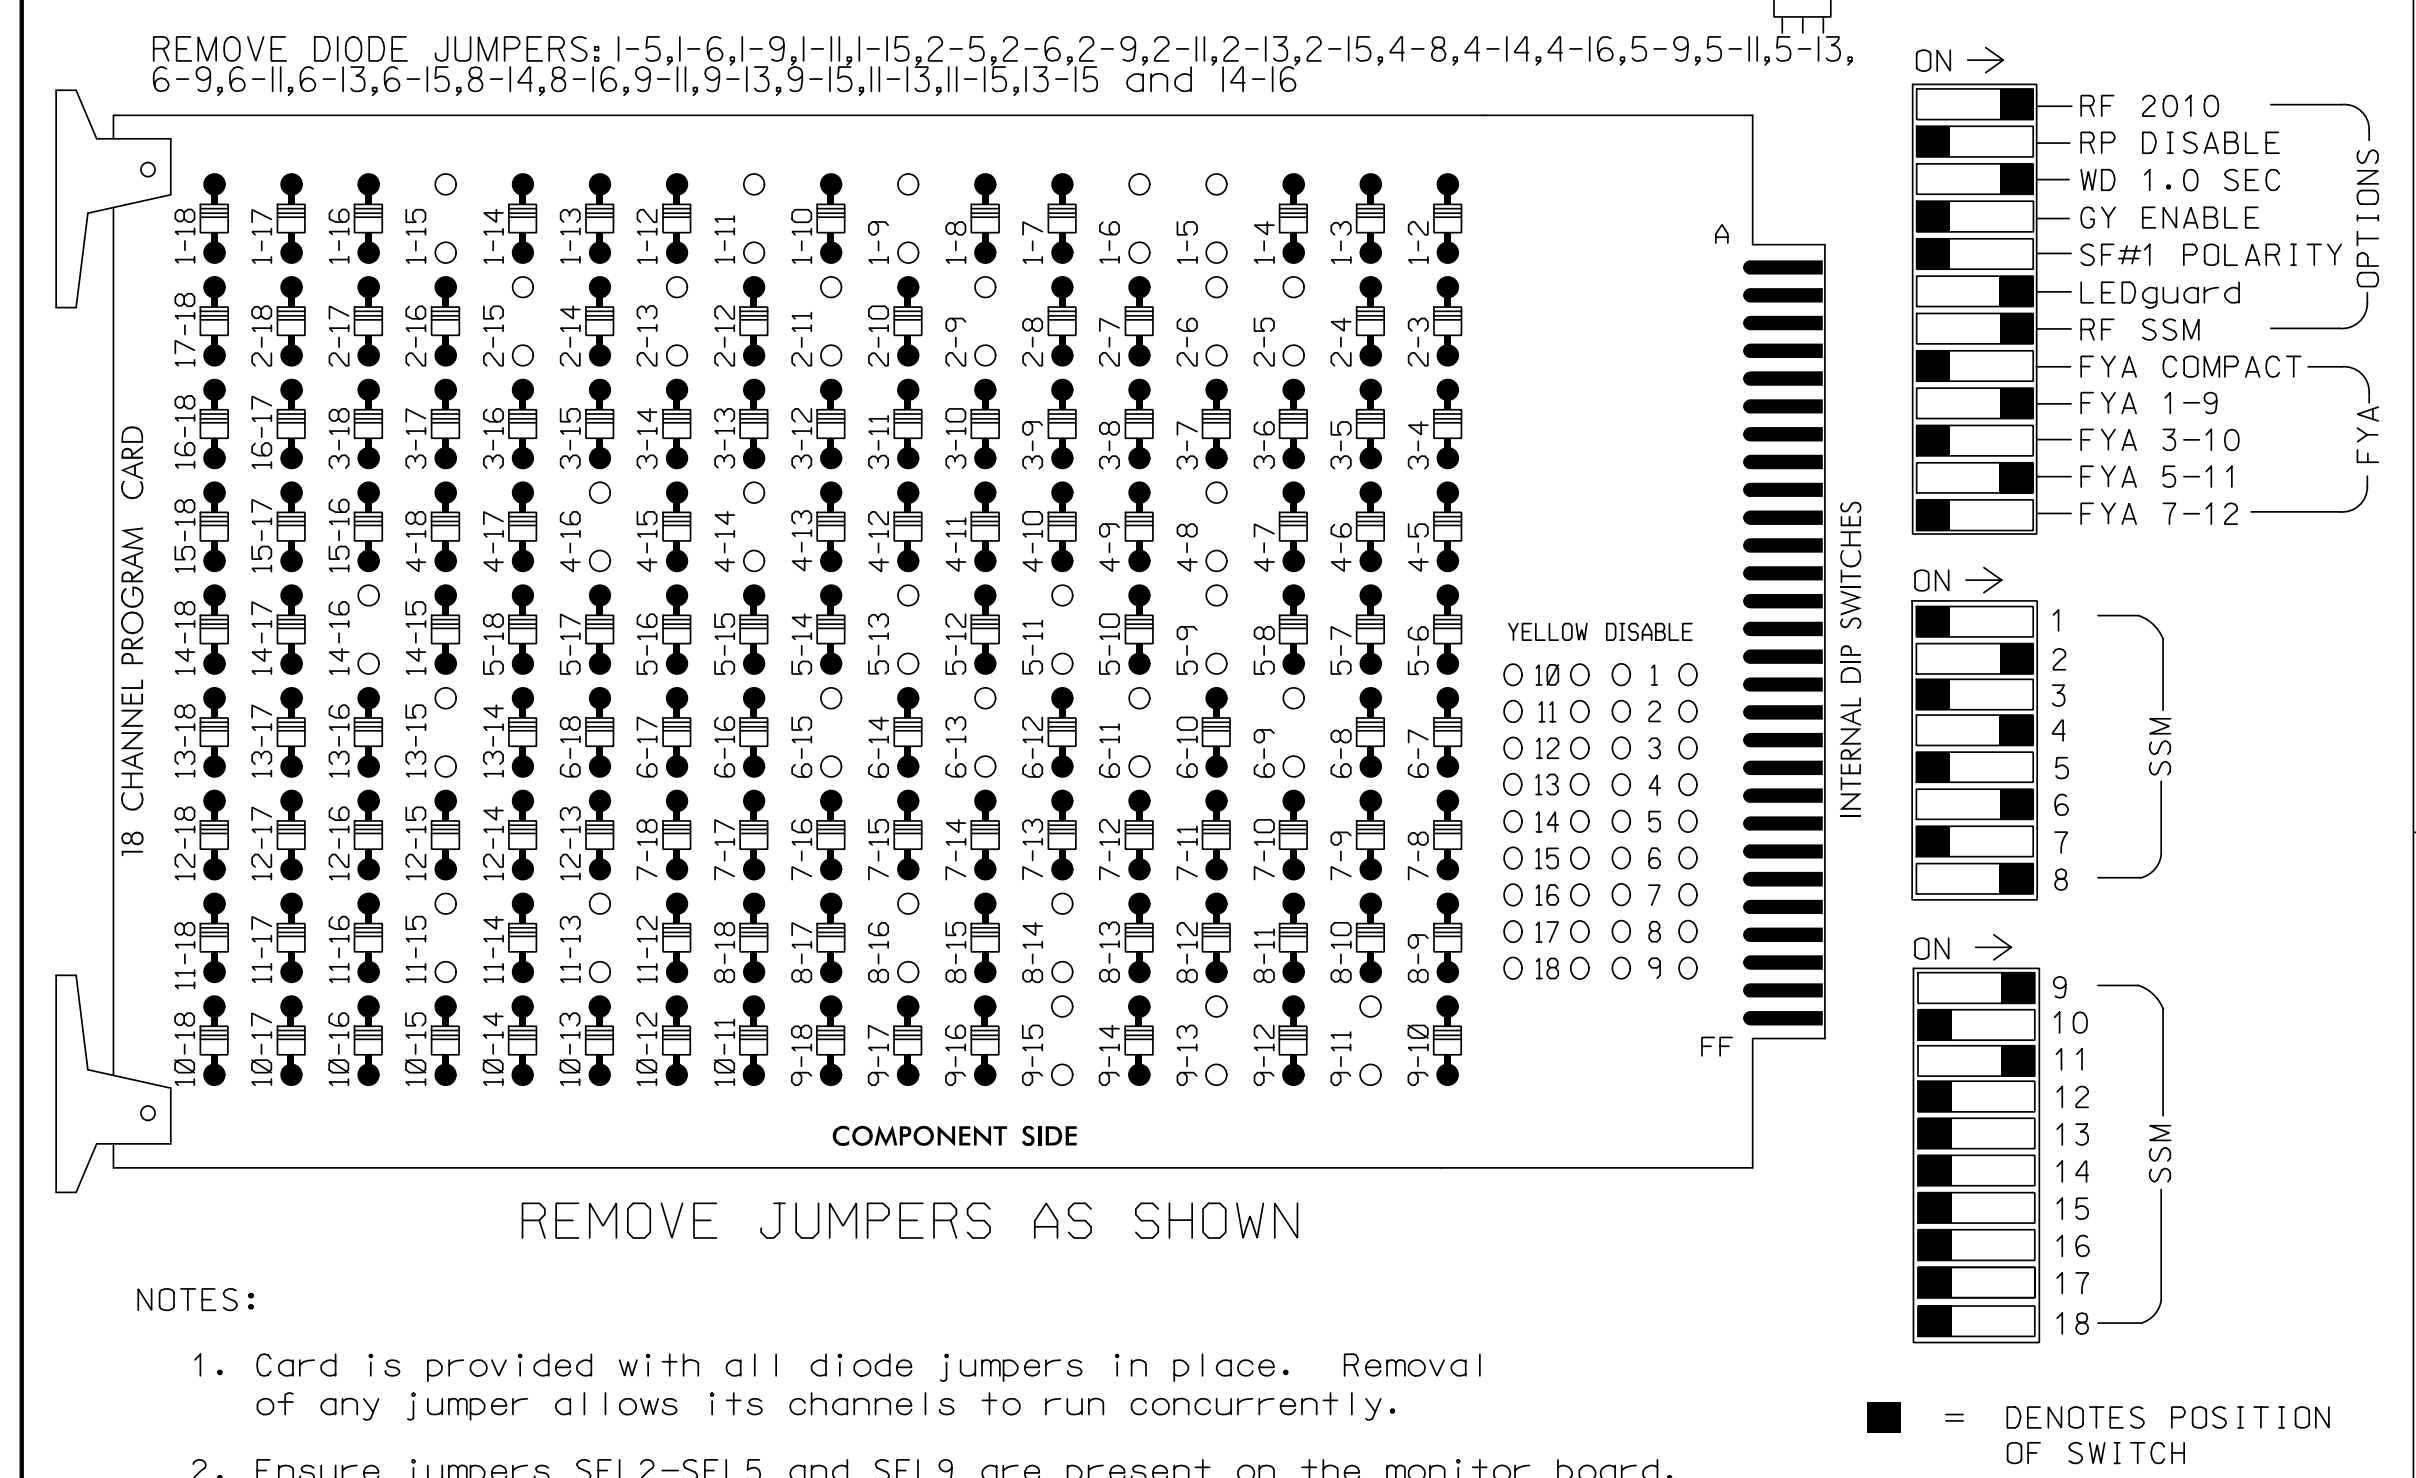 REMOVE DIODE JUMPERS: 1-5,1-6,1-9,1-11,1-15,2-5,2-6,2-9,2-11,2-13,2-15,4-8,4-14,4-16,5-9,5-11,5-13,
6-9,6-11,6-13,6-15,8-14,8-16,9-11,9-13,9-15,11-13,11-15,13-15 and 14-16
18 CHANNEL PROGRAM CARD
1-18 1-17 1-16 1-15 1-14 1-13 1-12 1-11 1-10 1-9 1-8 1-7 1-6 1-5 1-4 1-3 1-2
17-18 2-18 2-17 2-16 2-15 2-14 2-13 2-12 2-11 2-10 2-9 2-8 2-7 2-6 2-5 2-4 2-3
16-18 16-17 3-18 3-17 3-16 3-15 3-14 3-13 3-12 3-11 3-10 3-9 3-8 3-7 3-6 3-5 3-4
15-18 15-17 15-16 4-18 4-17 4-16 4-15 4-14 4-13 4-12 4-11 4-10 4-9 4-8 4-7 4-6 4-5
14-18 14-17 14-16 14-15 5-18 5-17 5-16 5-15 5-14 5-13 5-12 5-11 5-10 5-9 5-8 5-7 5-6
13-18 13-17 13-16 13-15 13-14 6-18 6-17 6-16 6-15 6-14 6-13 6-12 6-11 6-10 6-9 6-8 6-7
12-18 12-17 12-16 12-15 12-14 12-13 7-18 7-17 7-16 7-15 7-14 7-13 7-12 7-11 7-10 7-9 7-8
11-18 11-17 11-16 11-15 11-14 11-13 11-12 8-18 8-17 8-16 8-15 8-14 8-13 8-12 8-11 8-10 8-9
10-18 10-17 10-16 10-15 10-14 10-13 10-12 10-11 9-18 9-17 9-16 9-15 9-14 9-13 9-12 9-11 9-10
A
YELLOW DISABLE
10 1
11 2
12 3
13 4
14 5
15 6
16 7
17 8
18 9
FF
COMPONENT SIDE
INTERNAL DIP SWITCHES
ON →
RF 2010
RP DISABLE
WD 1.0 SEC
GY ENABLE
SF#1 POLARITY
LEDguard
RF SSM
OPTIONS
FYA COMPACT
FYA 1-9
FYA 3-10
FYA 5-11
FYA 7-12
FYA
ON →
1
2
3
4
5
6
7
8
SSM
ON →
9
10
11
12
13
14
15
16
17
18
SSM
= DENOTES POSITION
OF SWITCH
REMOVE JUMPERS AS SHOWN
NOTES:
1. Card is provided with all diode jumpers in place. Removal
of any jumper allows its channels to run concurrently.
2. Ensure jumpers SEL2-SEL5 and SEL9 are present on the monitor board.